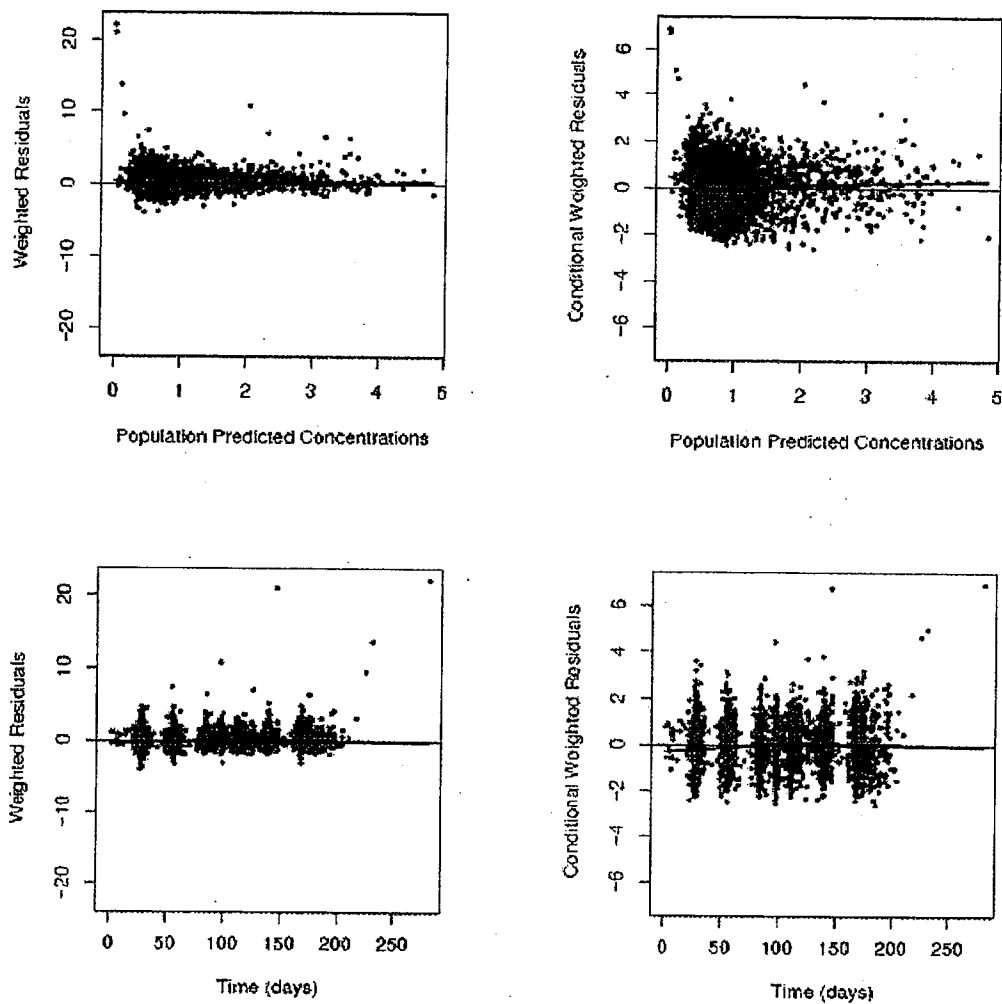 Weighted Residuals
20
10
0
-10
-20
0 1 2 3 4 5
Population Predicted Concentrations
Conditional Weighted Residuals
6
4
2
0
-2
-4
-6
0 1 2 3 4 5
Population Predicted Concentrations
Weighted Residuals
20
10
0
-10
-20
0 50 100 150 200 250
Time (days)
Conditional Weighted Residuals
6
4
2
0
-2
-4
-6
0 50 100 150 200 250
Time (days)